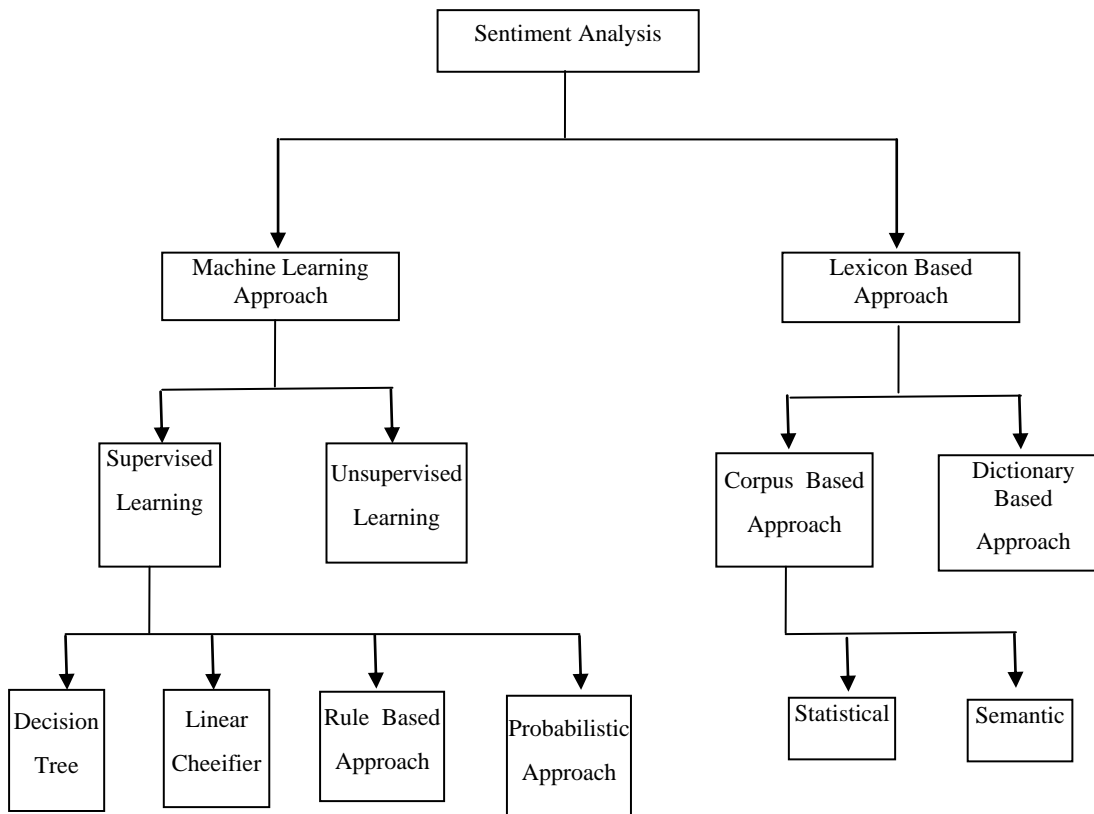 Sentiment Analysis
Machine Learning
Approach
Lexicon Based
Approach
Supervised
Learning
Unsupervised
Learning
Corpus Based
Approach
Dictionary
Based
Approach
Decision
Tree
Linear
Cheeifier
Rule Based
Approach
Probabilistic
Approach
Statistical
Semantic